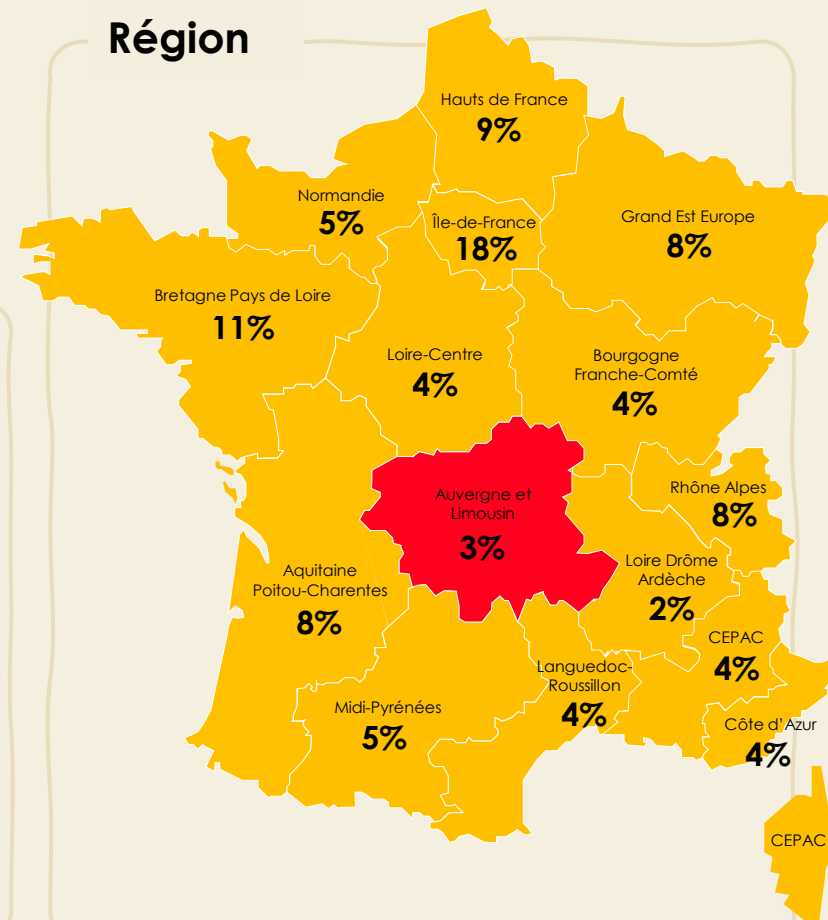 Région
Hauts de France
9%
Normandie
5%
Île-de-France
18%
Grand Est Europe
8%
Bretagne Pays de Loire
11%
Loire-Centre
4%
Bourgogne
Franche-Comté
4%
Auvergne et
Limousin
3%
Rhône Alpes
8%
Loire Drôme
Ardèche
2%
Aquitaine
Poitou-Charentes
8%
CEPAC
4%
Languedoc-
Roussillon
4%
Midi-Pyrénées
5%
Côte d'Azur
4%
CEPAC